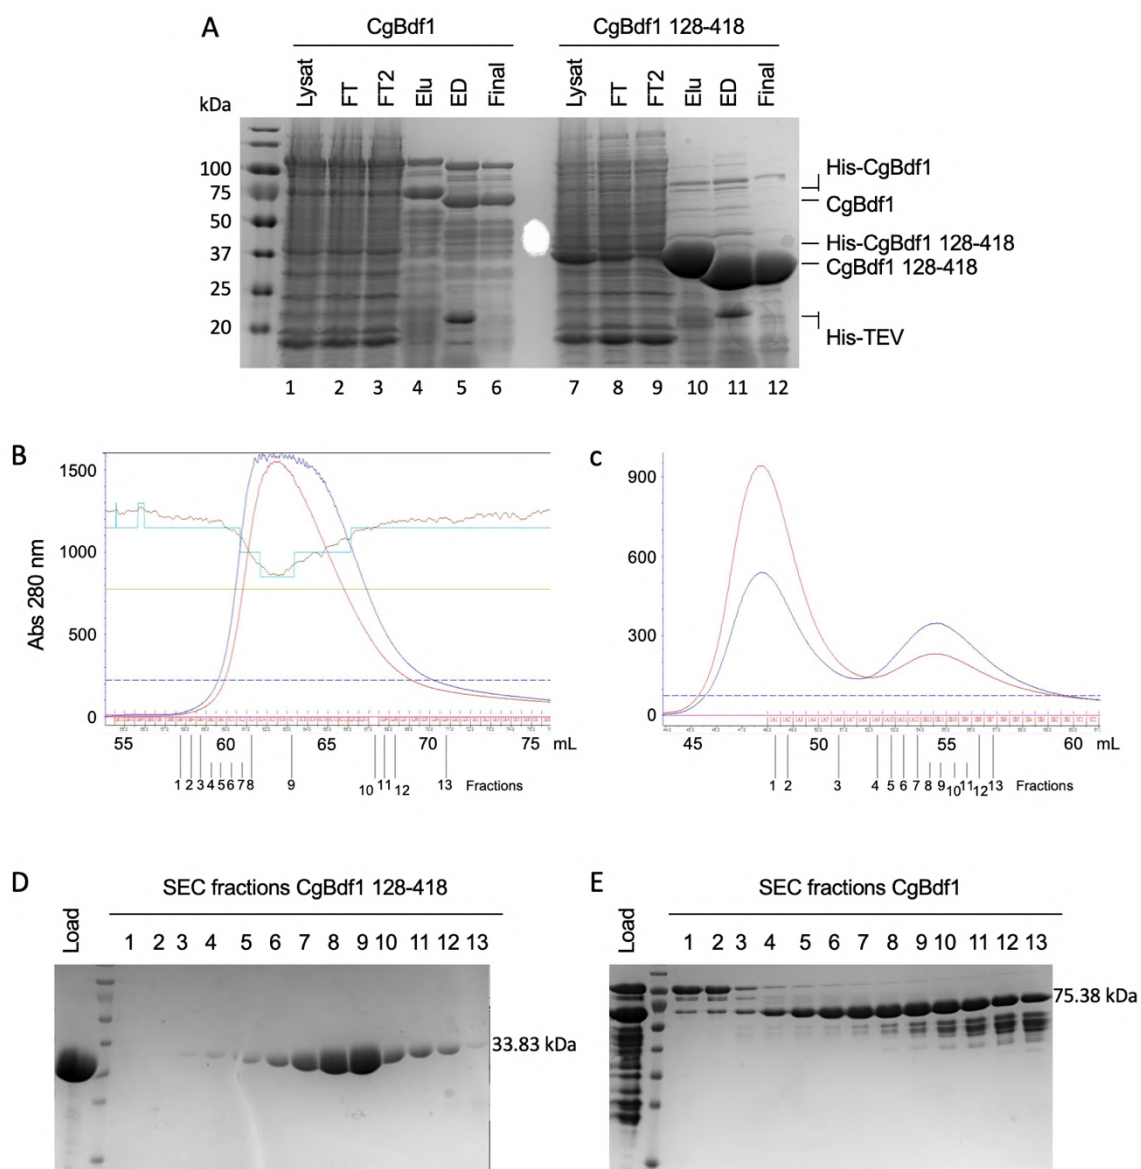 A
CgBdf1
CgBdf1 128-418
kDa
Lysat
FT
FT2
Elu
ED
Final
Lysat
FT
FT2
Elu
ED
Final
100
75
50
37
25
20
His-CgBdf1
CgBdf1
His-CgBdf1 128-418
CgBdf1 128-418
His-TEV
1 2 3 4 5 6 7 8 9 10 11 12
B
Abs 280 nm
1500
1000
500
0
55 60 65 70 75 mL
1 2 3 4 5 6 7 8 9 10 11 12 13 Fractions
c
900
600
300
0
45 50 55 60 mL
1 2 3 4 5 6 7 8 9 10 11 12 13 Fractions
D
SEC fractions CgBdf1 128-418
Load
1 2 3 4 5 6 7 8 9 10 11 12 13
33.83 kDa
E
SEC fractions CgBdf1
Load
1 2 3 4 5 6 7 8 9 10 11 12 13
75.38 kDa